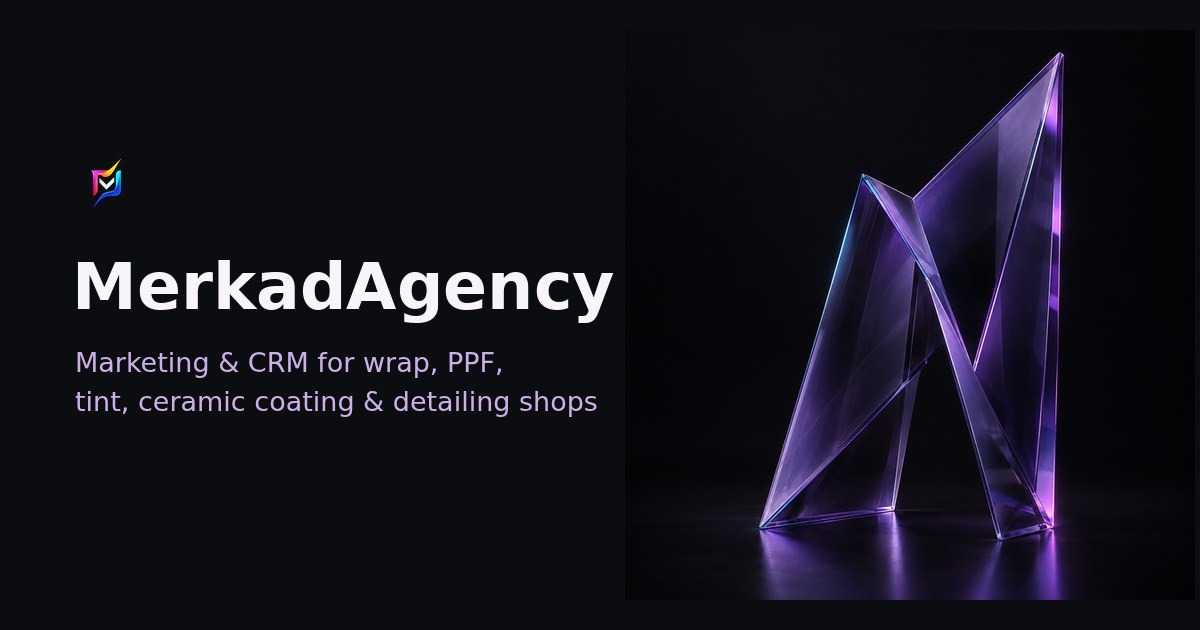 MerkadAgency
Marketing & CRM for wrap, PPF,
tint, ceramic coating & detailing shops